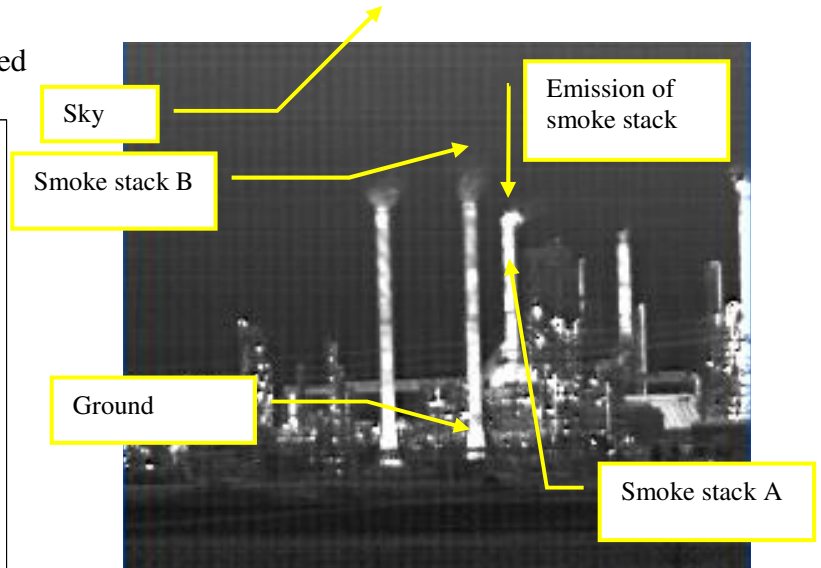 ed
Sky
Emission of
smoke stack
Smoke stack B
Ground
Smoke stack A